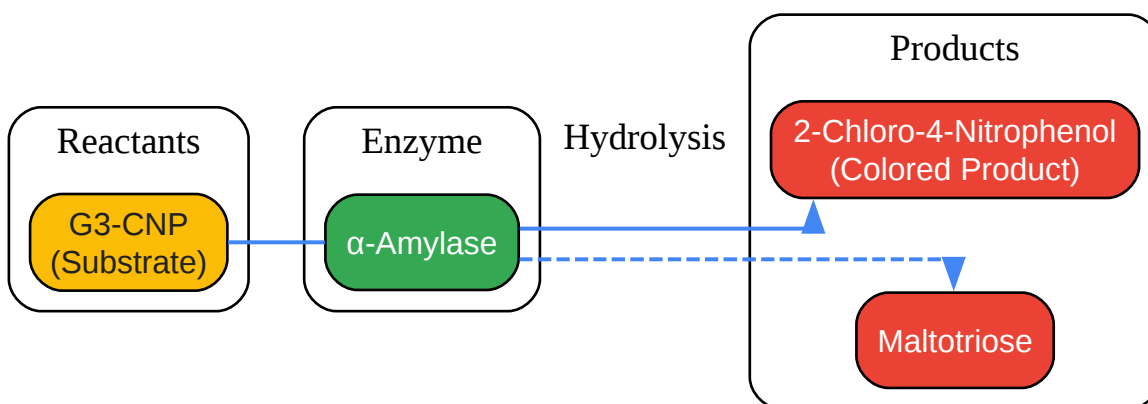 Reactants
G3-CNP
(Substrate)
Enzyme
α-Amylase
Hydrolysis
Products
2-Chloro-4-Nitrophenol
(Colored Product)
Maltotriose